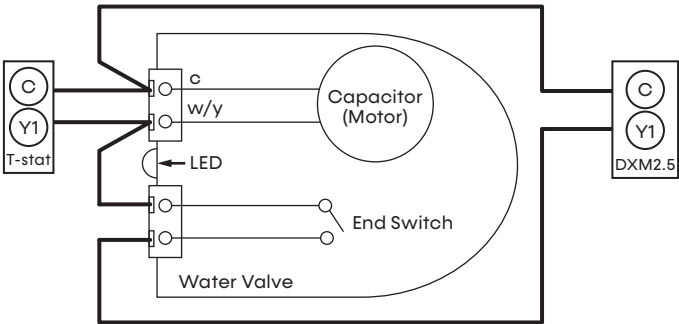 C
Y1
T-stat
c
w/y
LED
Capacitor
(Motor)
End Switch
Water Valve
C
Y1
DXM2.5